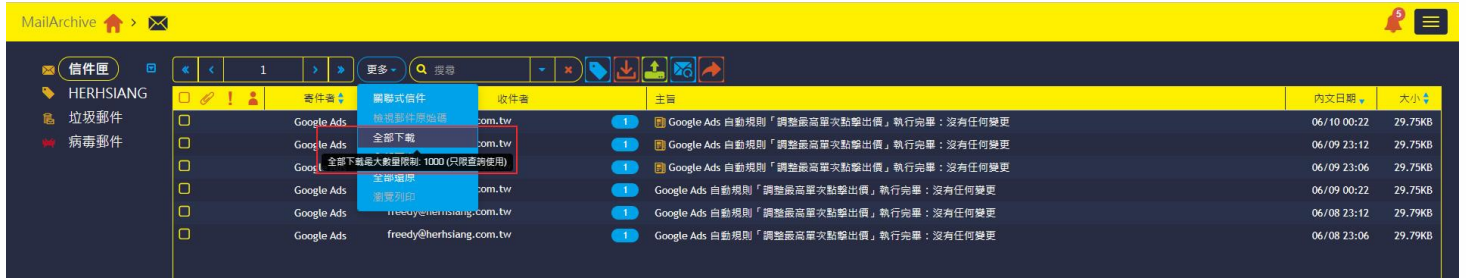 MailArchive >
5
信件匣
« < 1 > » 更多 搜尋 ×
HERHSIANG
垃圾郵件
病毒郵件
! 寄件者 收件者 主旨 內文日期 大小
關聯式信件
檢視郵件原始碼
全部下載
全部下載最大數量限制: 1000 (只限查詢使用)
全部還原
瀏覽列印
Google Ads com.tw 1 Google Ads 自動規則「調整最高單次點擊出價」執行完畢：沒有任何變更 06/10 00:22 29.75KB
Google Ads com.tw 1 Google Ads 自動規則「調整最高單次點擊出價」執行完畢：沒有任何變更 06/09 23:12 29.75KB
Googl 1 Google Ads 自動規則「調整最高單次點擊出價」執行完畢：沒有任何變更 06/09 23:06 29.75KB
Google Ads com.tw 1 Google Ads 自動規則「調整最高單次點擊出價」執行完畢：沒有任何變更 06/09 00:22 29.75KB
Google Ads freedy@herhsiang.com.tw 1 Google Ads 自動規則「調整最高單次點擊出價」執行完畢：沒有任何變更 06/08 23:12 29.79KB
Google Ads freedy@herhsiang.com.tw 1 Google Ads 自動規則「調整最高單次點擊出價」執行完畢：沒有任何變更 06/08 23:06 29.79KB